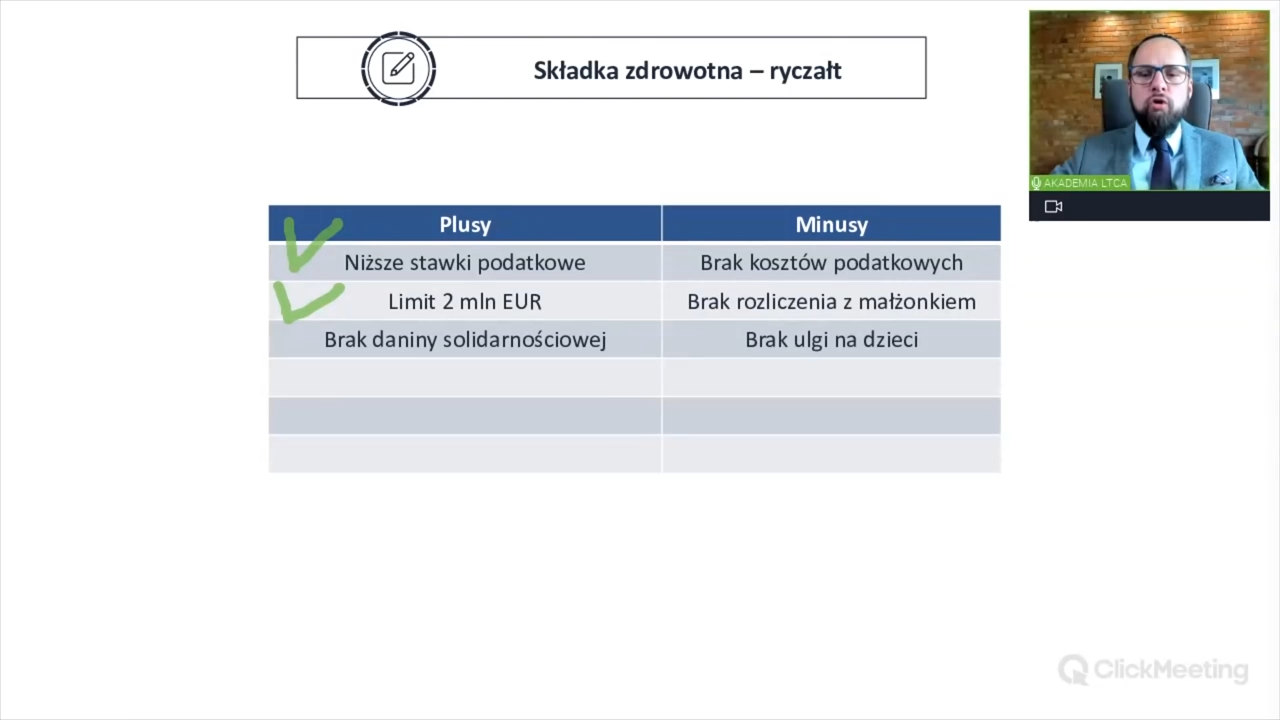 Składka zdrowotna – ryczałt
AKADEMIA LTCA
Plusy Minusy
Niższe stawki podatkowe Brak kosztów podatkowych
Limit 2 mln EUR Brak rozliczenia z małżonkiem
Brak daniny solidarnościowej Brak ulgi na dzieci
ClickMeeting